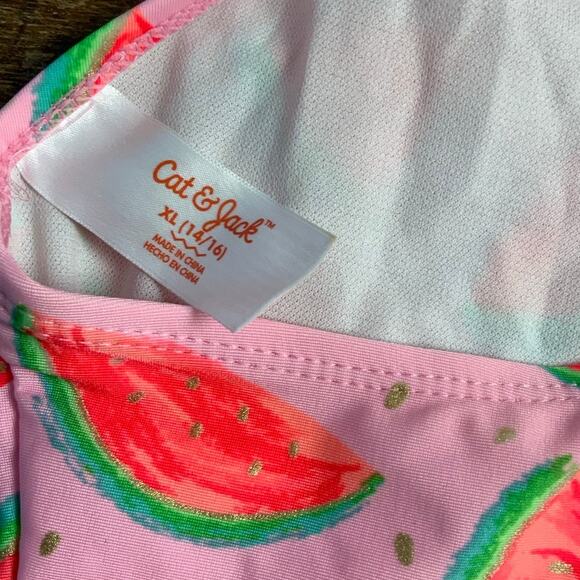 Cat & Jack™
XL (14/16)
MADE IN CHINA
HECHO EN CHINA